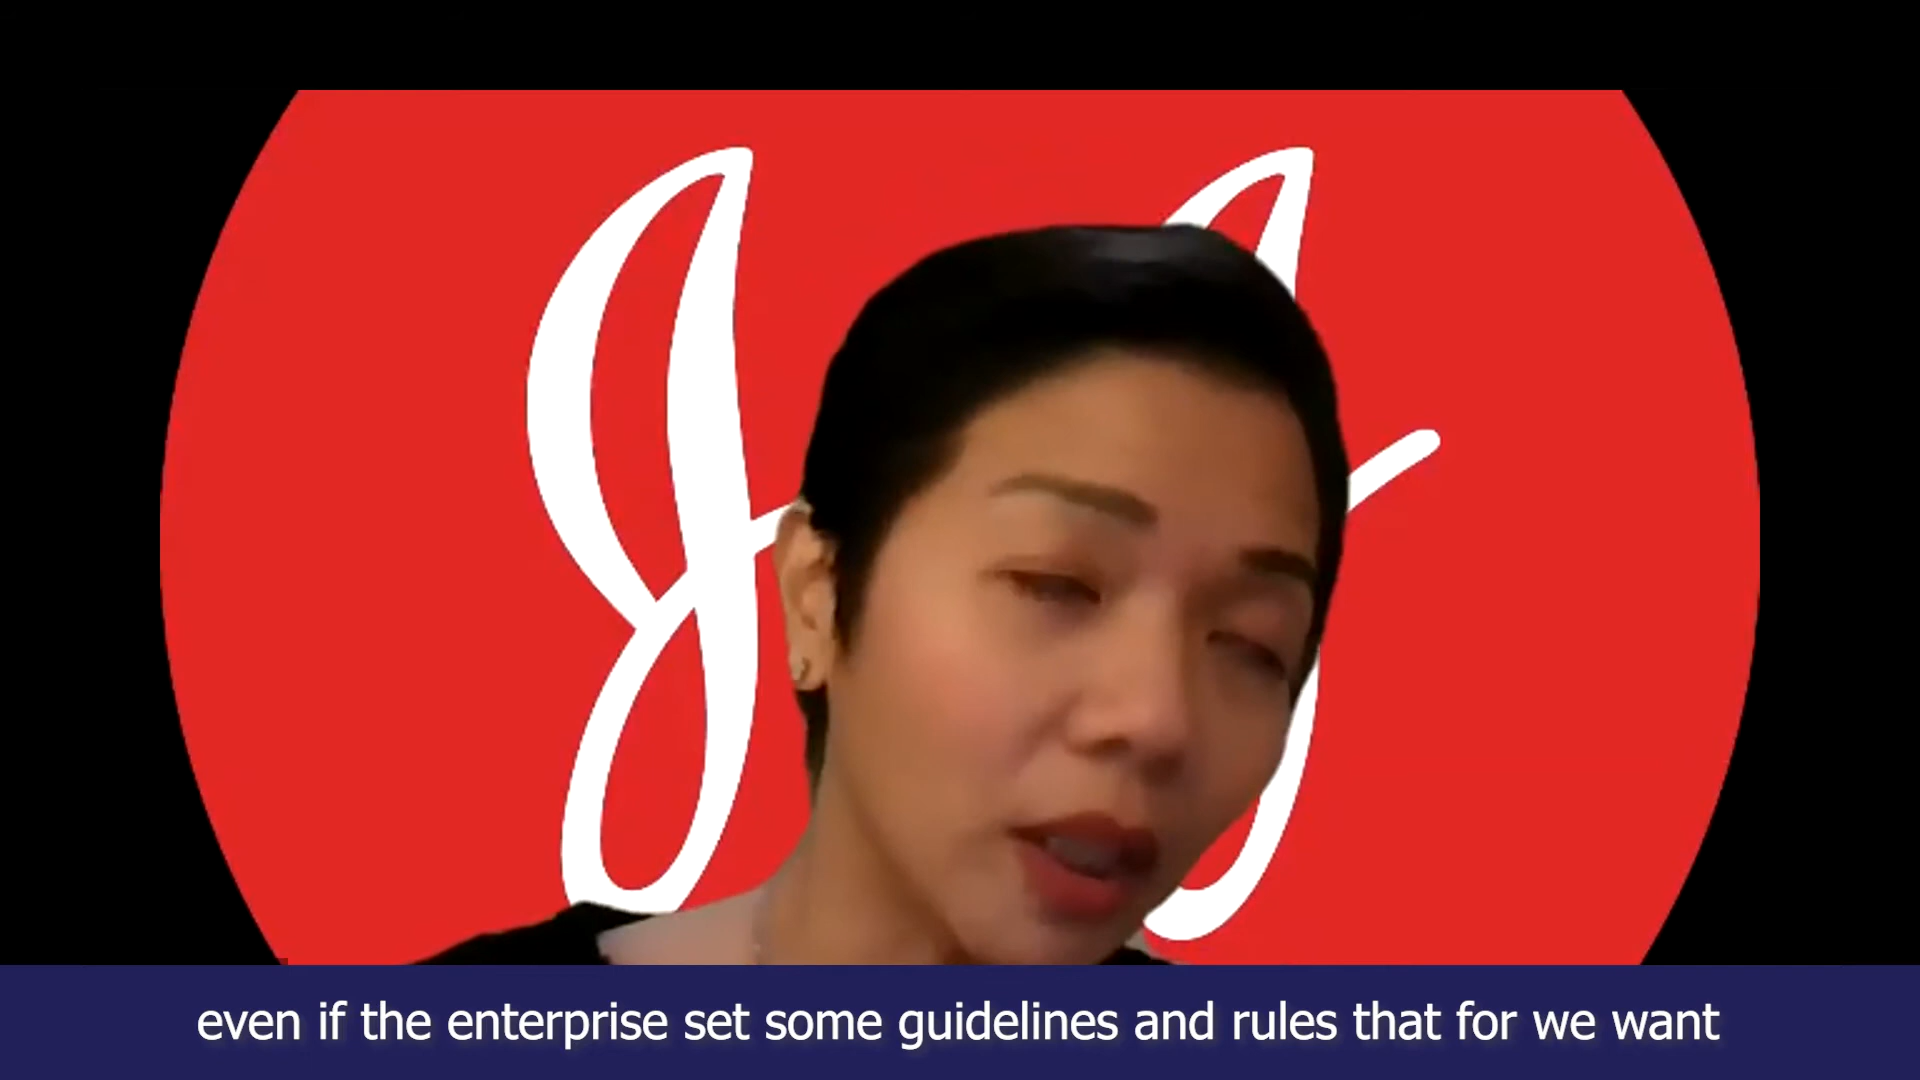 J J
even if the enterprise set some guidelines and rules that for we want